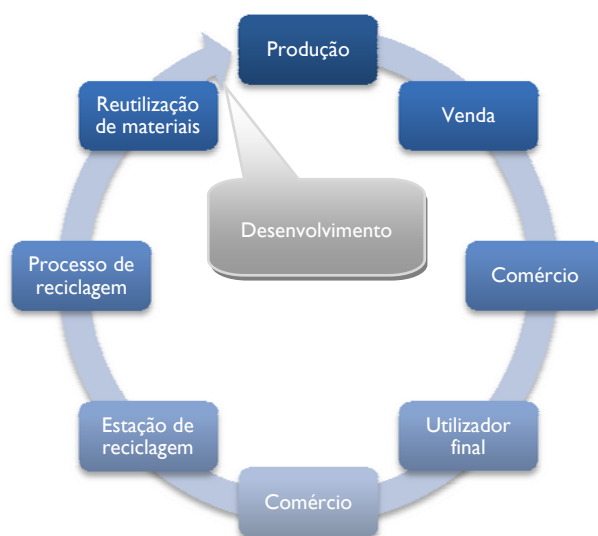 Produção
Venda
Comércio
Utilizador
final
Comércio
Estação de
reciclagem
Processo de
reciclagem
Reutilização
de materiais
Desenvolvimento